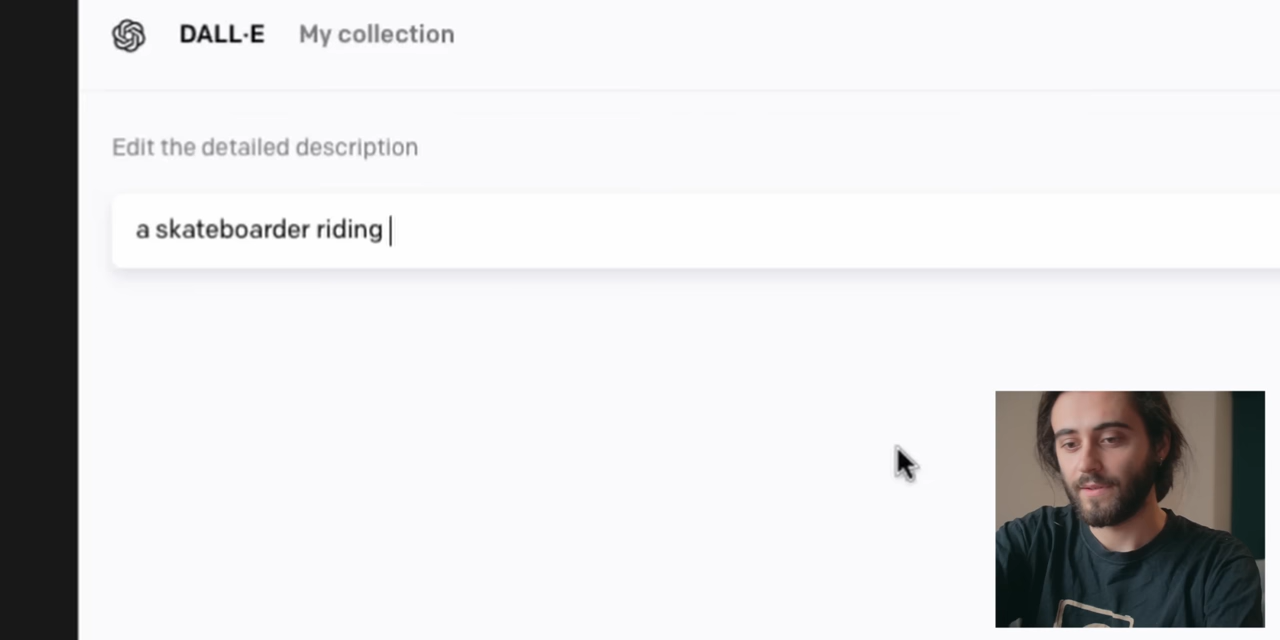 DALL·E My collection
Edit the detailed description
a skateboarder riding